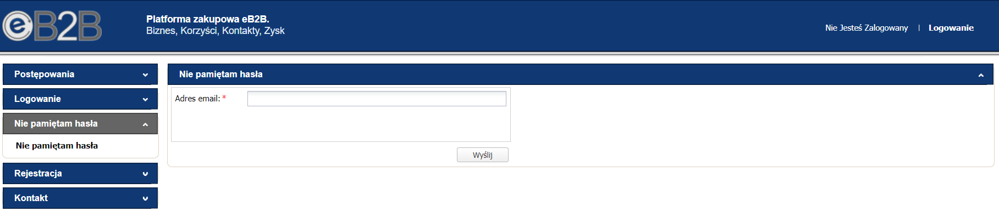 eB2B
Platforma zakupowa eB2B.
Biznes, Korzyści, Kontakty, Zysk
Nie Jesteś Zalogowany | Logowanie
Postępowania
Logowanie
Nie pamiętam hasła
Nie pamiętam hasła
Rejestracja
Kontakt
Nie pamiętam hasła
Adres email: *
Wyślij